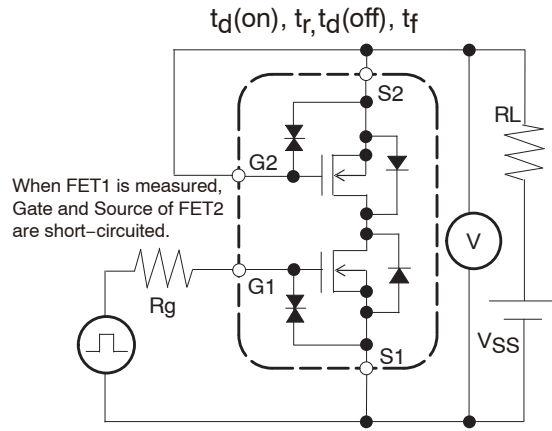 td(on), tr,td(off), tf
S2
RL
G2
When FET1 is measured,
Gate and Source of FET2
are short−circuited.
V
G1
Rg
VSS
S1